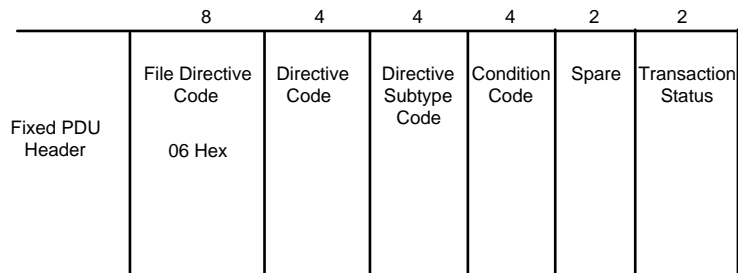 8 4 4 4 2 2
File Directive Directive Directive Condition Spare Transaction
Code Code Subtype Code Status
Code
Fixed PDU
Header
06 Hex